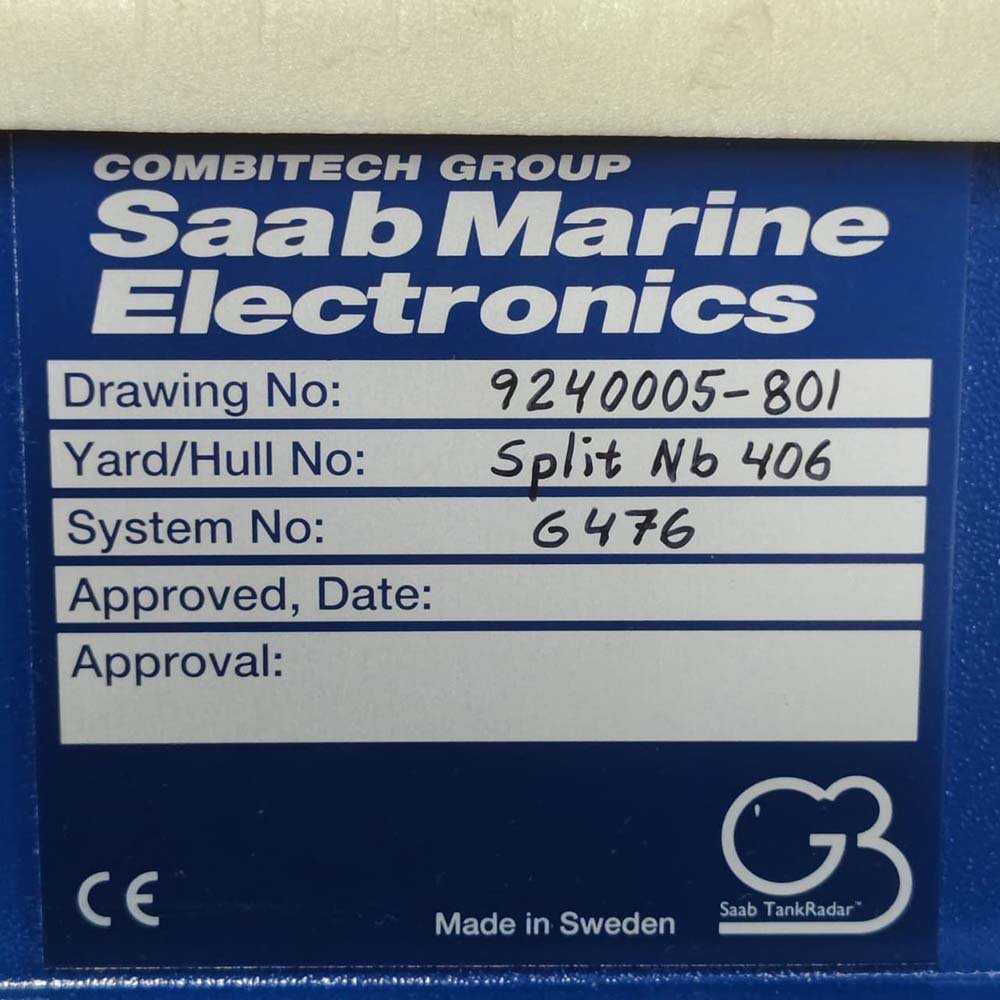 COMBITECH GROUP
Saab Marine
Electronics
Drawing No: 9240005-801
Yard/Hull No: Split Nb 406
System No: G476
Approved, Date:
Approval:
CE
G3
Saab TankRadar™
Made in Sweden